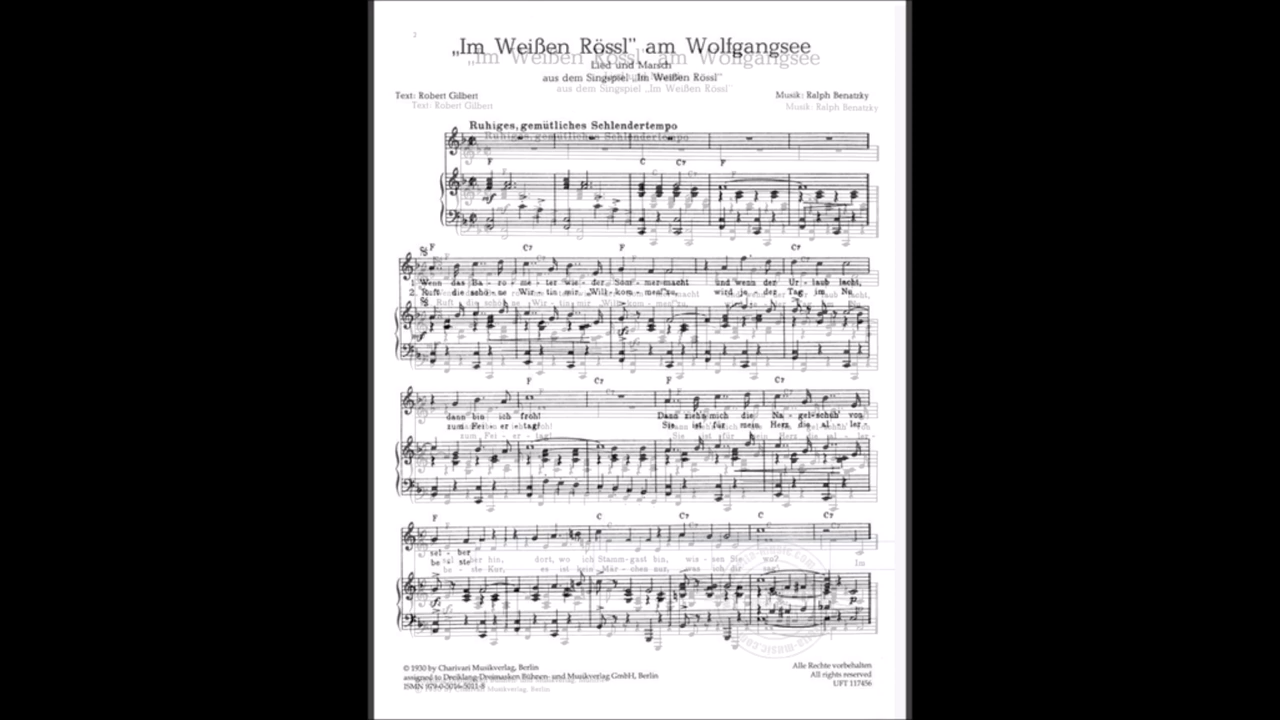 2
„Im Weißen Rössl" am Wolfgangsee
Lied und Marsch
aus dem Singspiel „Im Weißen Rössl"
Text: Robert Gilbert
Musik: Ralph Benatzky
Ruhiges, gemütliches Schlendertempo
F C C7 F
F C7 F C7
1. Wenn das Ba - ro - me - ter wie - der Som - mer macht und wenn der Ur - laub lacht,
2. Ruft die schö - ne Wir - tin mir „Will - kom - men!" zu, wird je - der Tag im Nu
F C7 F C7
dann bin ich froh! Dann zieh'n mich die Na - gel - schuh' von
zum Fei - er - tag! Sie ist für mein Herz die al - ler -
F C C7 C C7
sel - ber hin, dort, wo ich Stamm - gast bin, wis - sen Sie, wo? Im
be - ste Kur, es ist kein Mär - chen nur, was ich dir sag!
© 1930 by Charivari Musikverlag, Berlin
assigned to Dreiklang-Dreimasken Bühnen- und Musikverlag GmbH, Berlin
Alle Rechte vorbehalten
All rights reserved
UFT 117456